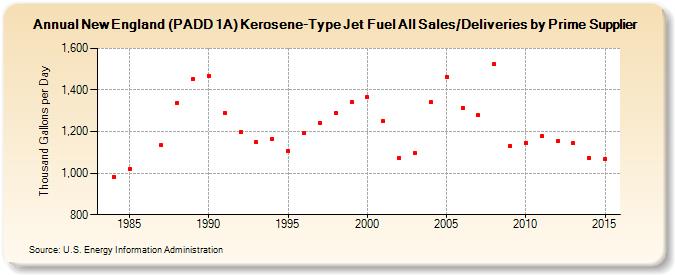 Annual New England (PADD 1A) Kerosene-Type Jet Fuel All Sales/Deliveries by Prime Supplier
Thousand Gallons per Day
1,600
1,400
1,200
1,000
800
1985 1990 1995 2000 2005 2010 2015
Source: U.S. Energy Information Administration